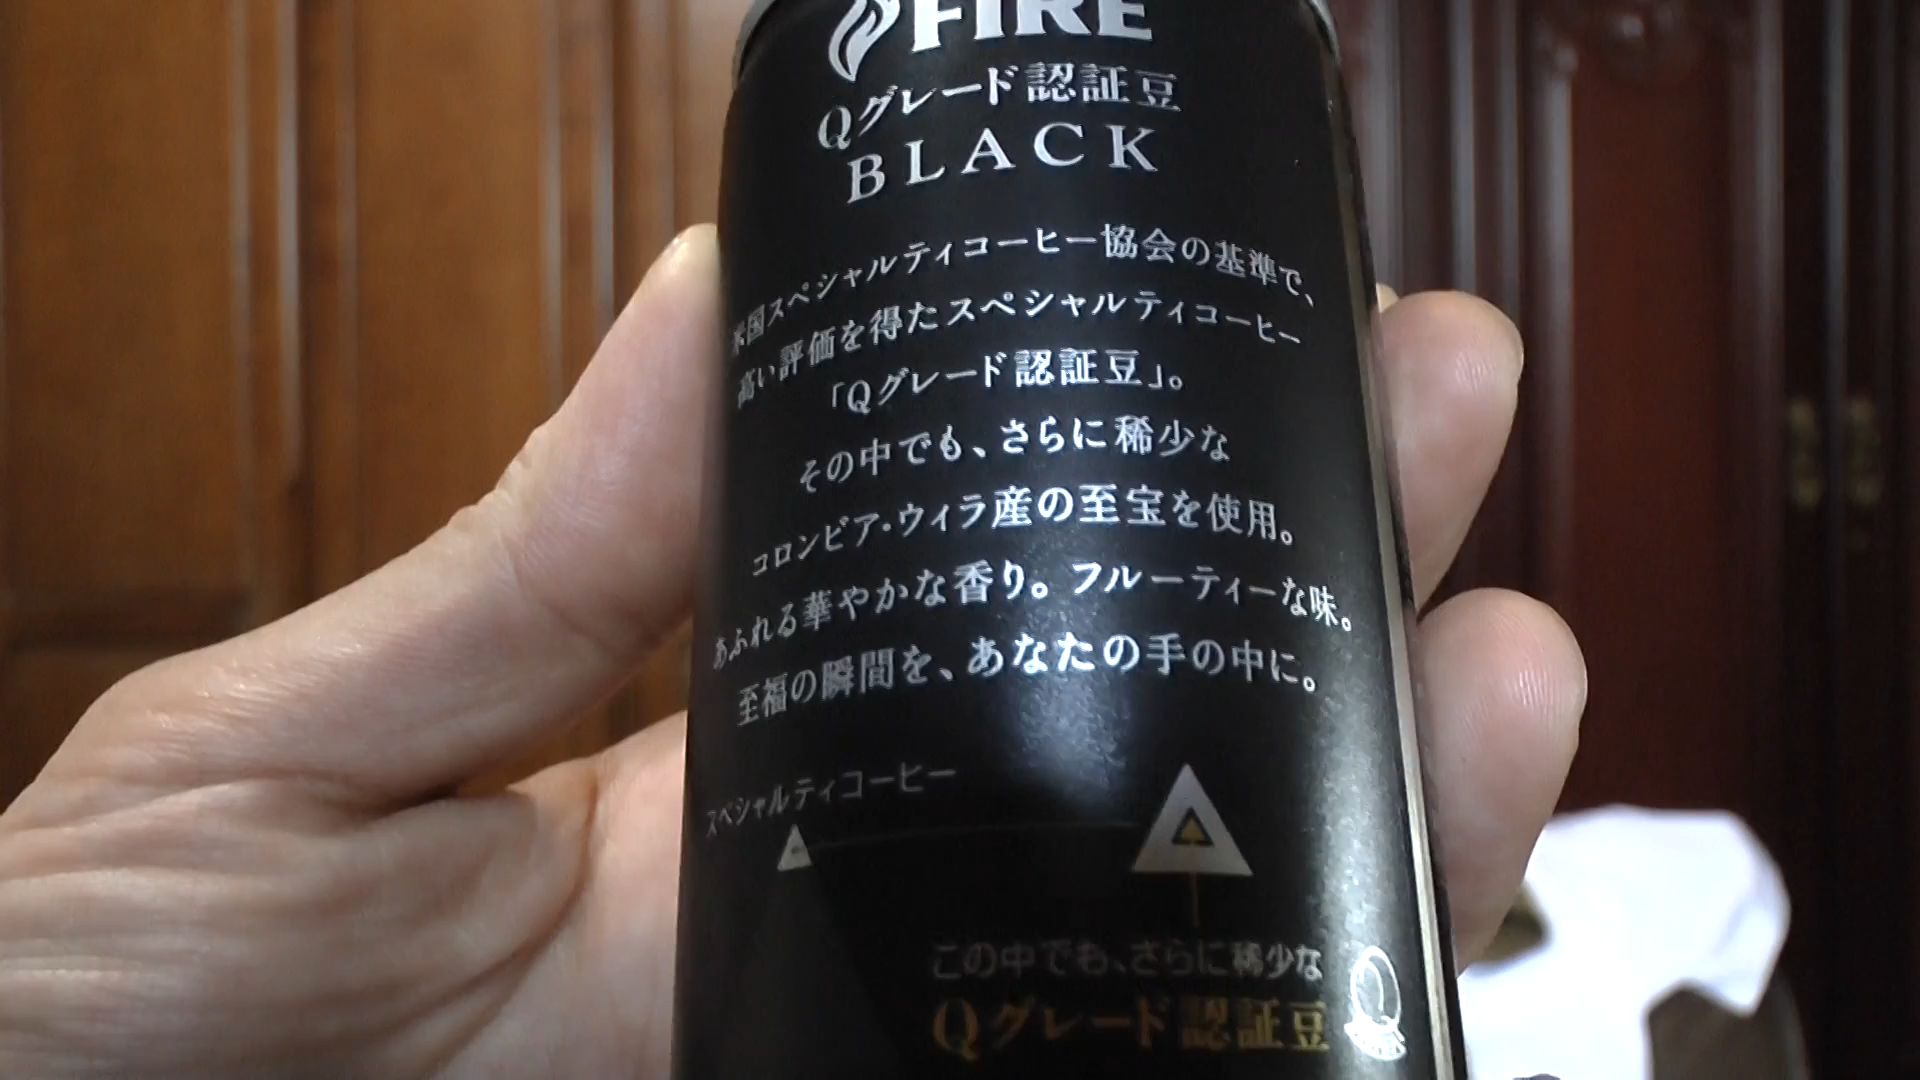 FIRE
Qグレード認証豆
BLACK
米国スペシャルティコーヒー協会の基準で、
高い評価を得たスペシャルティコーヒー
「Qグレード認証豆」。
その中でも、さらに稀少な
コロンビア・ウィラ産の至宝を使用。
あふれる華やかな香り。フルーティーな味。
至福の瞬間を、あなたの手の中に。
スペシャルティコーヒー
この中でも、さらに稀少な
Qグレード認証豆